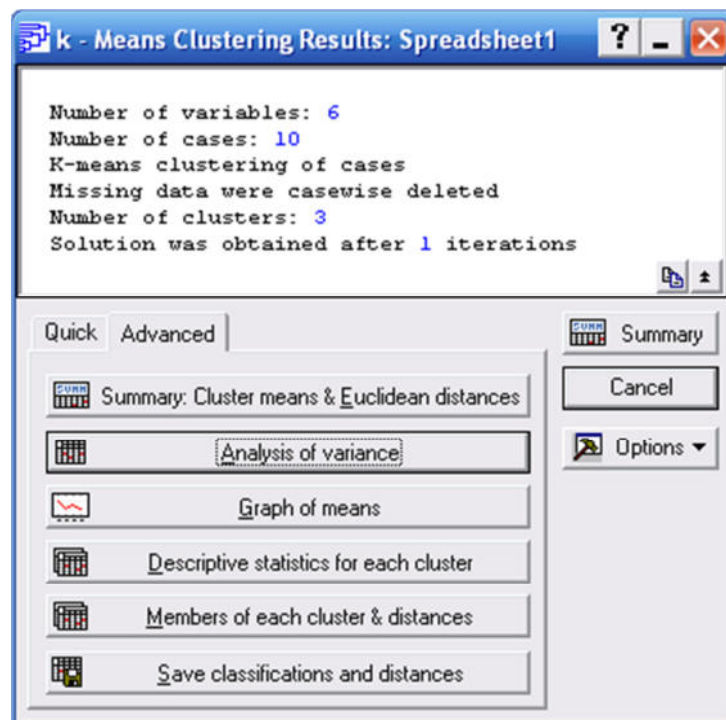 k - Means Clustering Results: Spreadsheet1
Number of variables: 6
Number of cases: 10
K-means clustering of cases
Missing data were casewise deleted
Number of clusters: 3
Solution was obtained after 1 iterations
Quick
Advanced
Summary: Cluster means & Euclidean distances
Analysis of variance
Graph of means
Descriptive statistics for each cluster
Members of each cluster & distances
Save classifications and distances
Summary
Cancel
Options